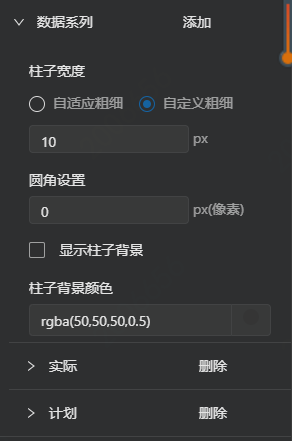 数据系列 添加
柱子宽度
自适应粗细 自定义粗细
10 px
圆角设置
0 px(像素)
显示柱子背景
柱子背景颜色
rgba(50,50,50,0.5)
实际 删除
计划 删除